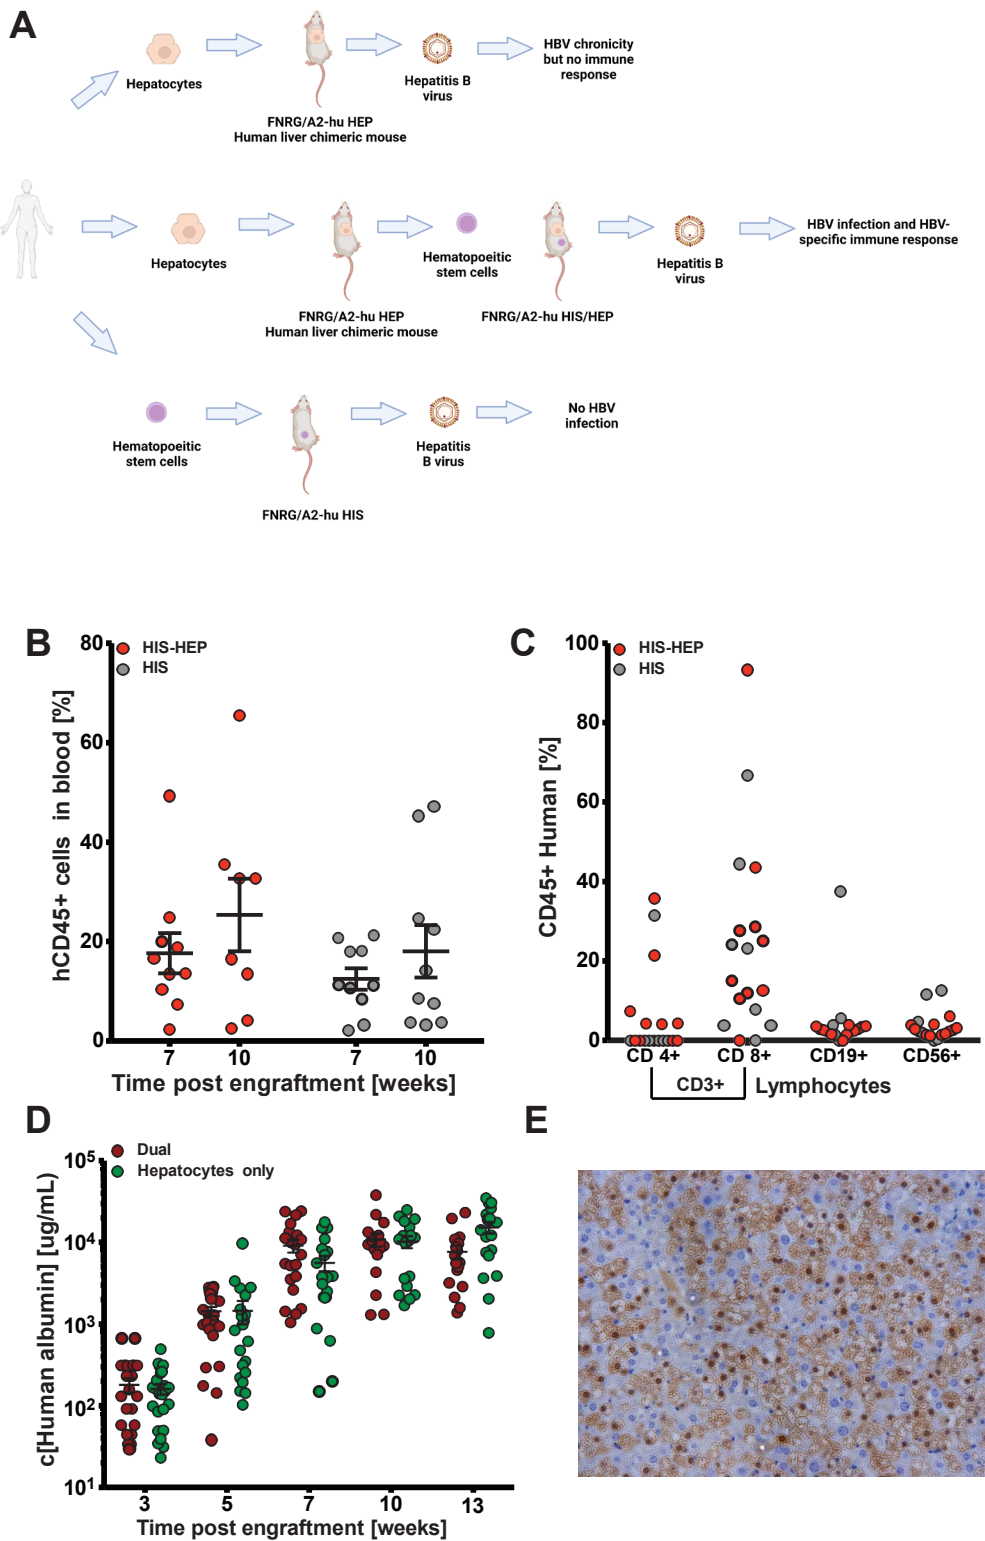 A
Hepatocytes
FNRG/A2-hu HEP
Human liver chimeric mouse
Hepatitis B
virus
HBV chronicity
but no immune
response
Hepatocytes
FNRG/A2-hu HEP
Human liver chimeric mouse
Hematopoeitic
stem cells
FNRG/A2-hu HIS/HEP
Hepatitis B
virus
HBV infection and HBV-
specific immune response
Hematopoeitic
stem cells
FNRG/A2-hu HIS
Hepatitis
B virus
No HBV
infection
B
HIS-HEP
HIS
hCD45+ cells in blood [%]
80
60
40
20
0
7
10
7
10
Time post engraftment [weeks]
C
HIS-HEP
HIS
CD45+ Human [%]
100
80
60
40
20
0
CD 4+
CD 8+
CD19+
CD56+
CD3+
Lymphocytes
D
Dual
Hepatocytes only
c[Human albumin] [ug/mL]
10⁵
10⁴
10³
10²
10¹
3
5
7
10
13
Time post engraftment [weeks]
E